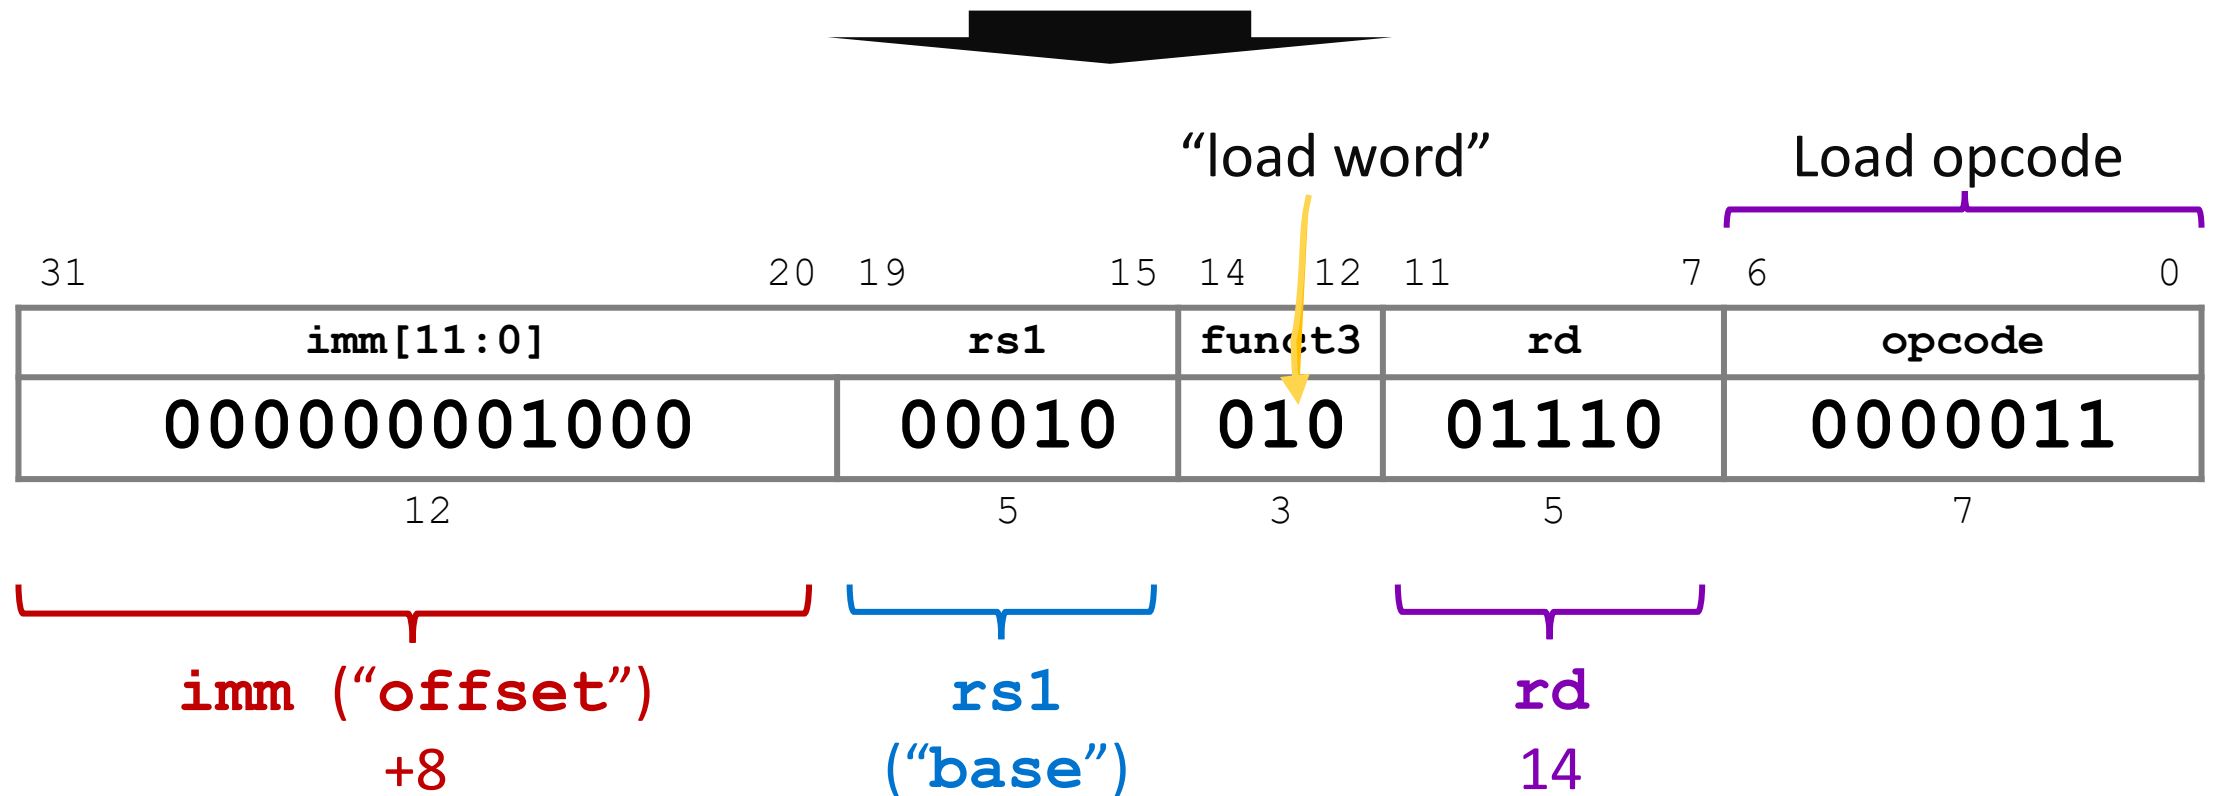 “load word” Load opcode
31 20 19 15 14 12 11 7 6 0
imm[11:0] rs1 funct3 rd opcode
000000001000 00010 010 01110 0000011
12 5 3 5 7
imm (“offset”) rs1 rd
+8 (“base”) 14